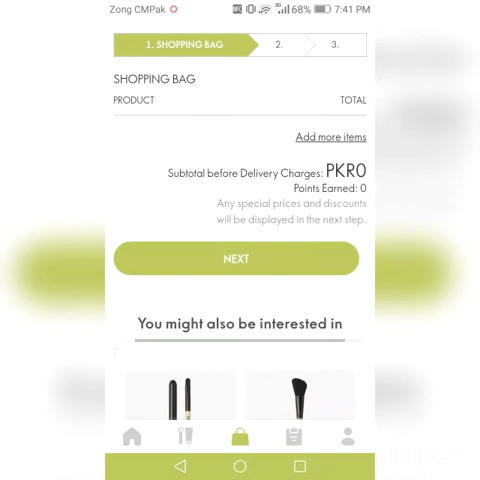 Zong CMPak 3G 68% 7:41 PM
1. SHOPPING BAG 2. 3.
SHOPPING BAG
PRODUCT TOTAL
Add more items
Subtotal before Delivery Charges: PKR0
Points Earned: 0
Any special prices and discounts
will be displayed in the next step.
NEXT
You might also be interested in
: